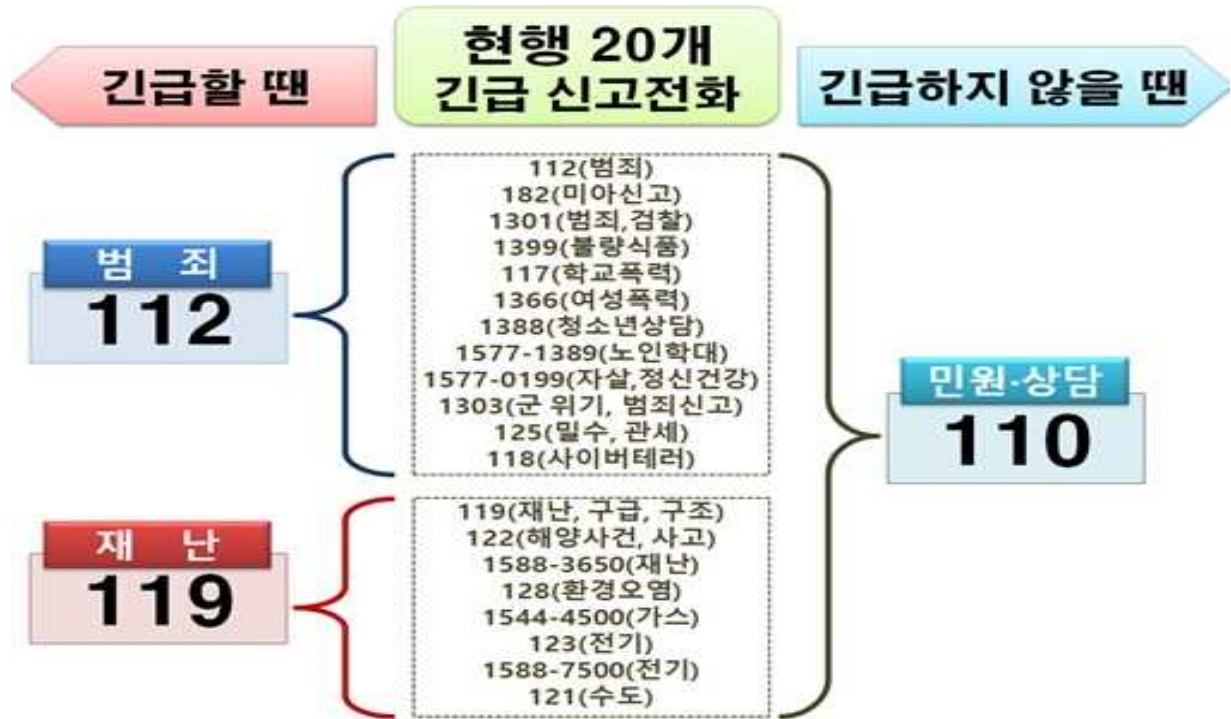 긴급할 땐
현행 20개
긴급 신고전화
긴급하지 않을 땐
범 죄
112
112(범죄)
182(미아신고)
1301(범죄,검찰)
1399(불량식품)
117(학교폭력)
1366(여성폭력)
1388(청소년상담)
1577-1389(노인학대)
1577-0199(자살,정신건강)
1303(군 위기, 범죄신고)
125(밀수, 관세)
118(사이버테러)
재 난
119
119(재난, 구급, 구조)
122(해양사건, 사고)
1588-3650(재난)
128(환경오염)
1544-4500(가스)
123(전기)
1588-7500(전기)
121(수도)
민원·상담
110